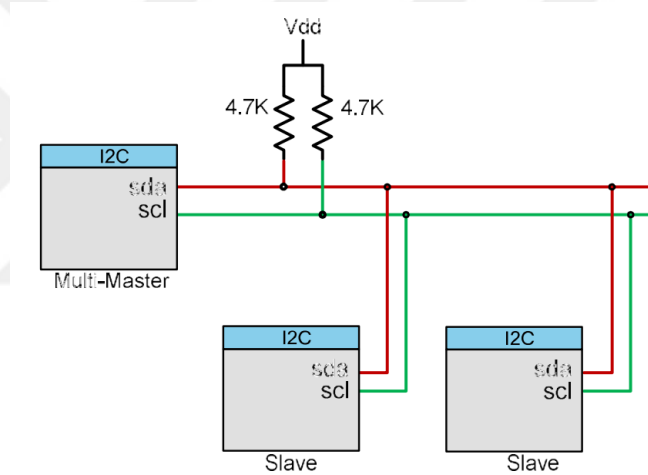 Vdd
4.7K 4.7K
I2C
sda
scl
Multi-Master
I2C
sda
scl
Slave
I2C
sda
scl
Slave